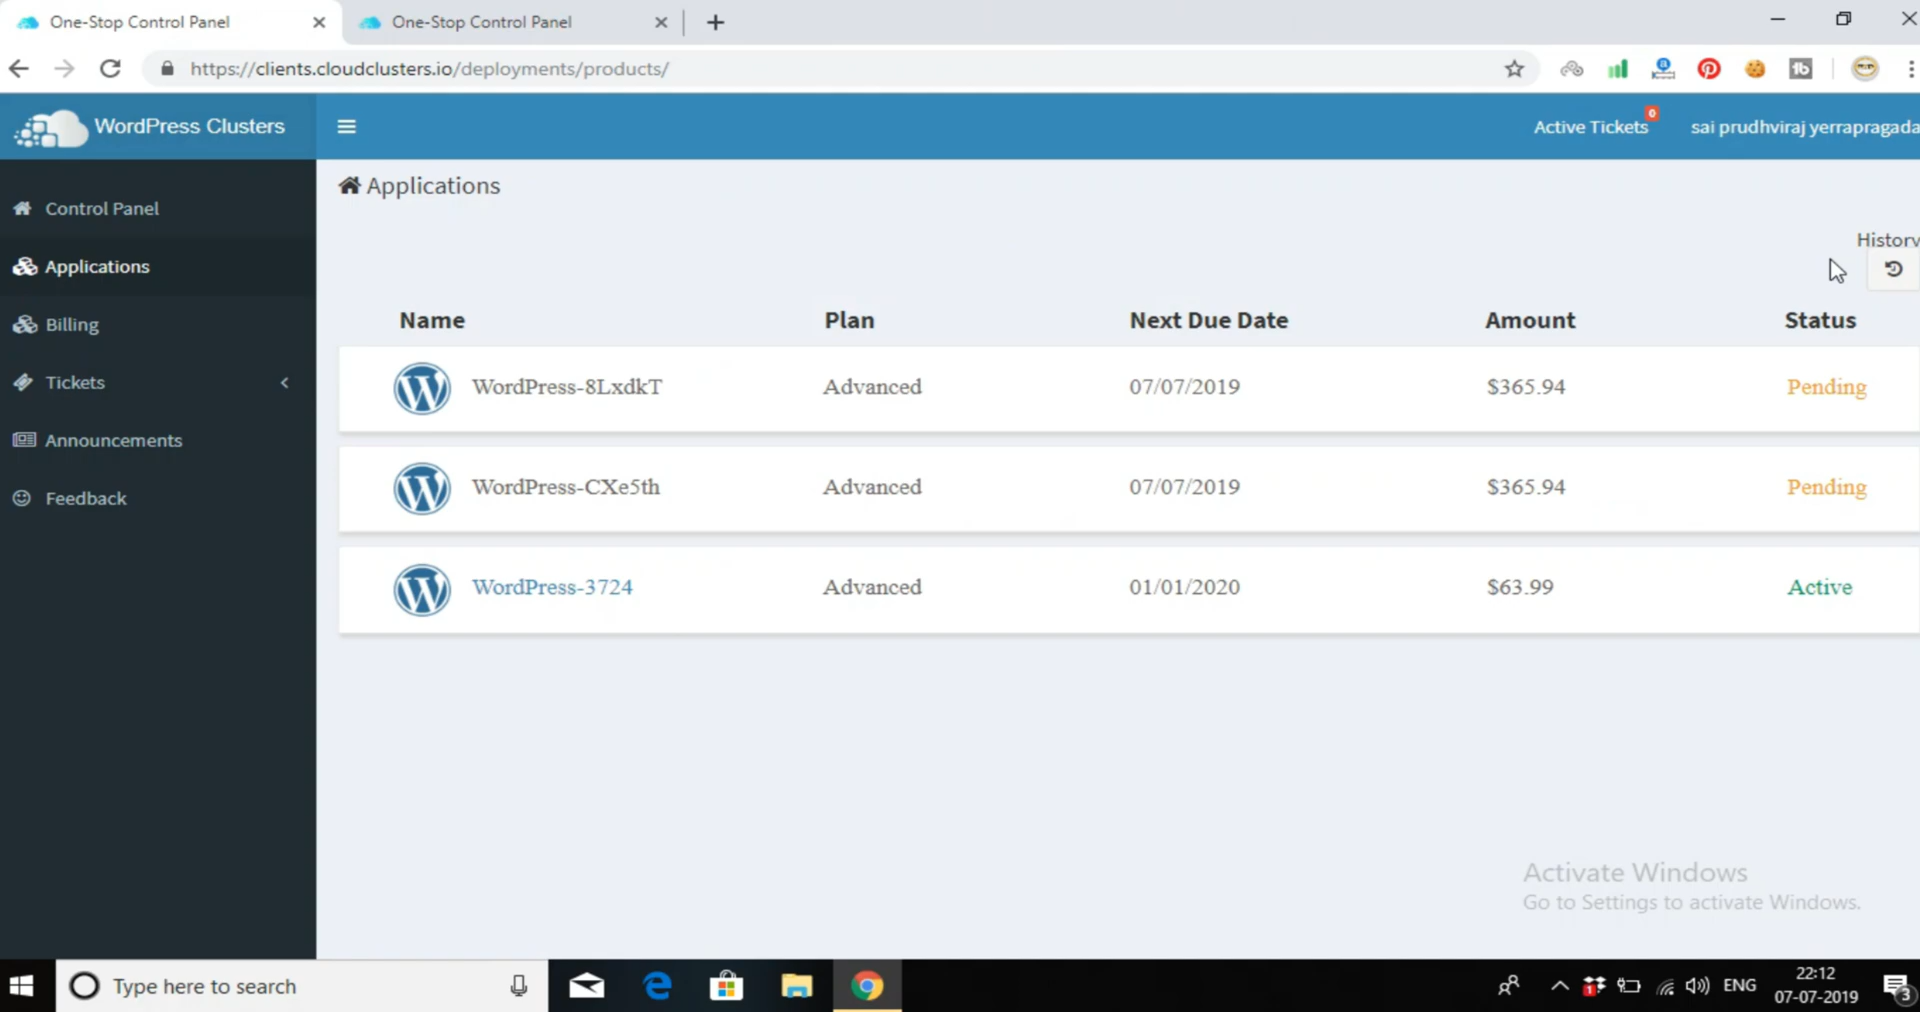 One-Stop Control Panel
One-Stop Control Panel
https://clients.cloudclusters.io/deployments/products/
WordPress Clusters
Active Tickets 0
sai prudhviraj yerrapragada
Control Panel
Applications
Billing
Tickets
Announcements
Feedback
Applications
History
Name Plan Next Due Date Amount Status
WordPress-8LxdkT Advanced 07/07/2019 $365.94 Pending
WordPress-CXe5th Advanced 07/07/2019 $365.94 Pending
WordPress-3724 Advanced 01/01/2020 $63.99 Active
Activate Windows
Go to Settings to activate Windows.
Type here to search
1
ENG
22:12
07-07-2019
3